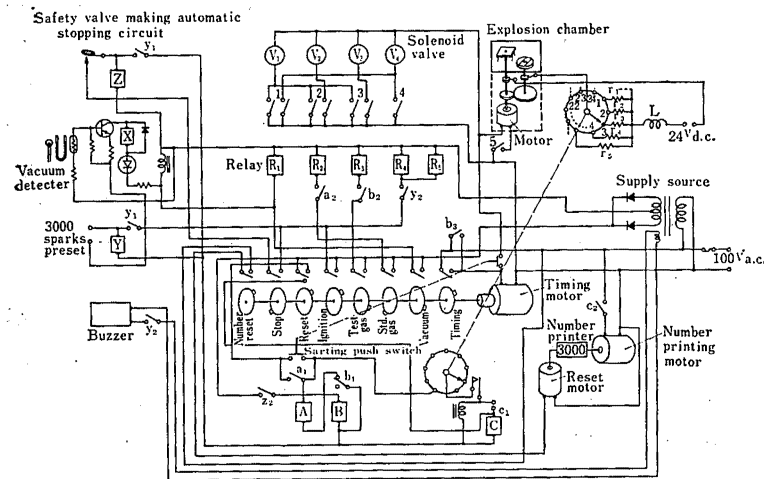 Safety valve making automatic
stopping circuit
y₁
Z
V₁
V₂
V₃
V₄
Solenoid
valve
1
2
3
4
Explosion chamber
Motor
5
L
24V d.c.
r₅
X
Vacuum
detecter
Relay
R₁
R₂
R₃
R₄
R₅
a₂
b₂
y₂
Supply source
3000
sparks
preset
y₁
Y
b₃
100V a.c.
Buzzer
y₂
Number
reset
Stop
Reset
Ignition
Test
gas
Std.
gas
Vacuum
Timing
Timing
motor
Sarting push switch
c₂
Number
printer
3000
Number
printing
motor
Reset
motor
a₁
b₁
z₂
A
B
c₁
C